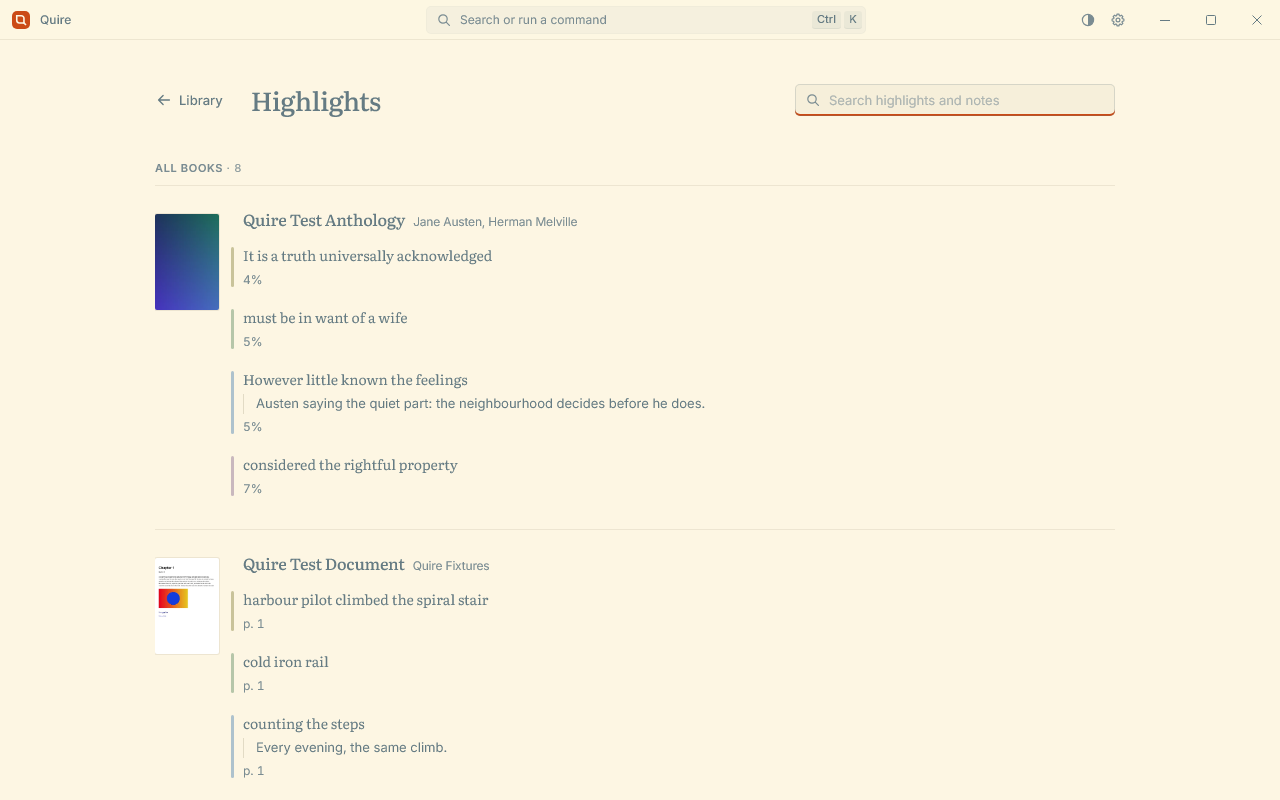 Quire
Search or run a command
Ctrl K
Library
Highlights
Search highlights and notes
ALL BOOKS · 8
Quire Test Anthology Jane Austen, Herman Melville
It is a truth universally acknowledged
4%
must be in want of a wife
5%
However little known the feelings
Austen saying the quiet part: the neighbourhood decides before he does.
5%
considered the rightful property
7%
Quire Test Document Quire Fixtures
Chapter 1
harbour pilot climbed the spiral stair
p. 1
cold iron rail
p. 1
counting the steps
Every evening, the same climb.
p. 1